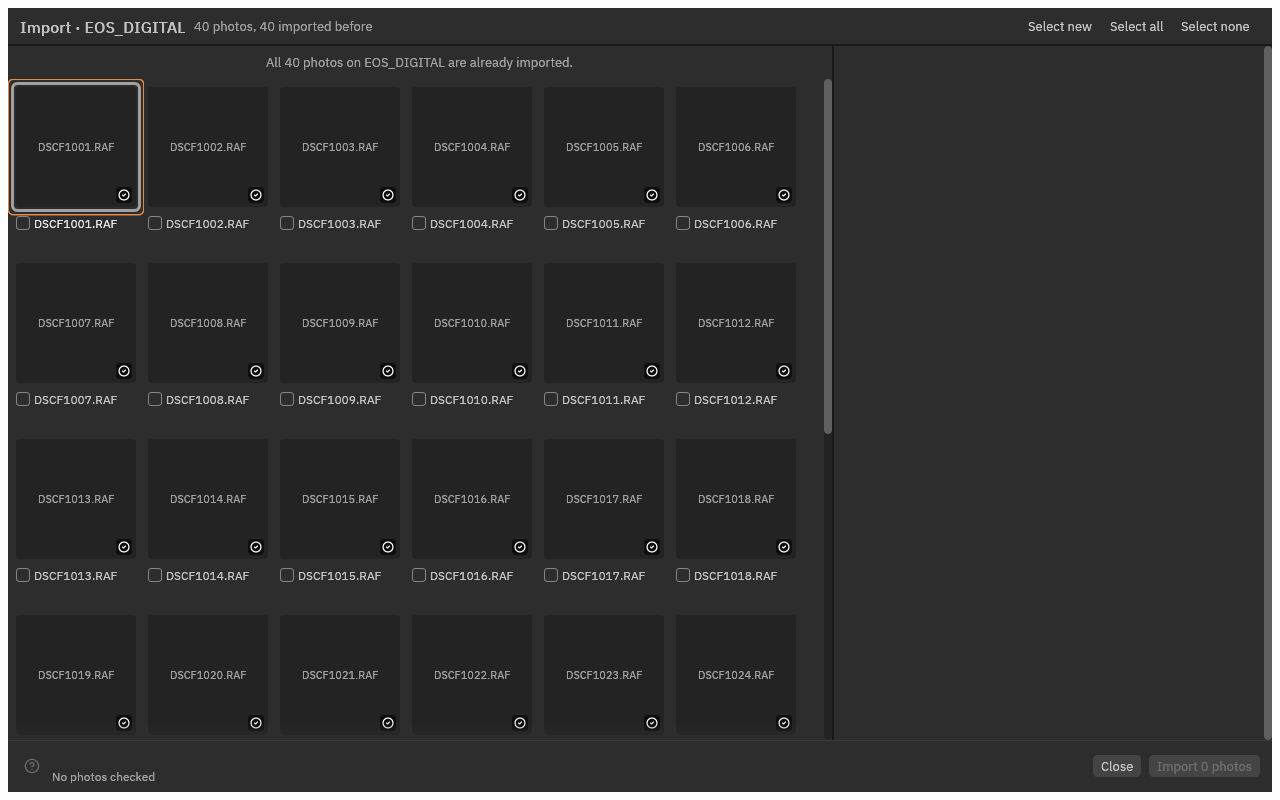 Import · EOS_DIGITAL 40 photos, 40 imported before Select new Select all Select none
All 40 photos on EOS_DIGITAL are already imported.
DSCF1001.RAF DSCF1002.RAF DSCF1003.RAF DSCF1004.RAF DSCF1005.RAF DSCF1006.RAF
DSCF1001.RAF DSCF1002.RAF DSCF1003.RAF DSCF1004.RAF DSCF1005.RAF DSCF1006.RAF
DSCF1007.RAF DSCF1008.RAF DSCF1009.RAF DSCF1010.RAF DSCF1011.RAF DSCF1012.RAF
DSCF1007.RAF DSCF1008.RAF DSCF1009.RAF DSCF1010.RAF DSCF1011.RAF DSCF1012.RAF
DSCF1013.RAF DSCF1014.RAF DSCF1015.RAF DSCF1016.RAF DSCF1017.RAF DSCF1018.RAF
DSCF1013.RAF DSCF1014.RAF DSCF1015.RAF DSCF1016.RAF DSCF1017.RAF DSCF1018.RAF
DSCF1019.RAF DSCF1020.RAF DSCF1021.RAF DSCF1022.RAF DSCF1023.RAF DSCF1024.RAF
No photos checked Close Import 0 photos